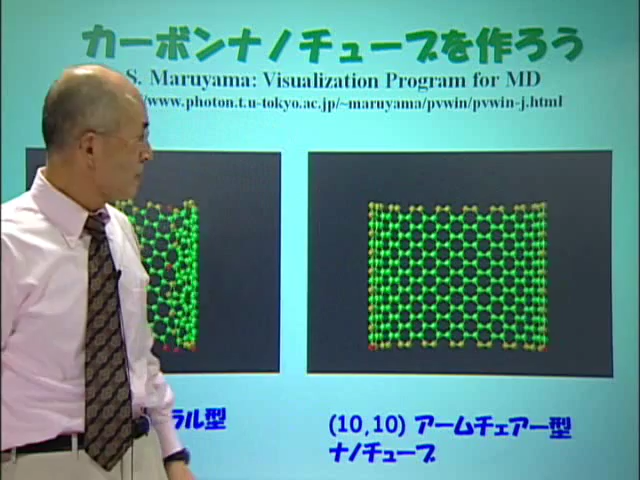 カーボンナノチューブを作ろう
S. Maruyama: Visualization Program for MD
www.photon.t.u-tokyo.ac.jp/~maruyama/pvwin/pvwin-j.html
ラル型
(10,10) アームチェアー型
ナノチューブ